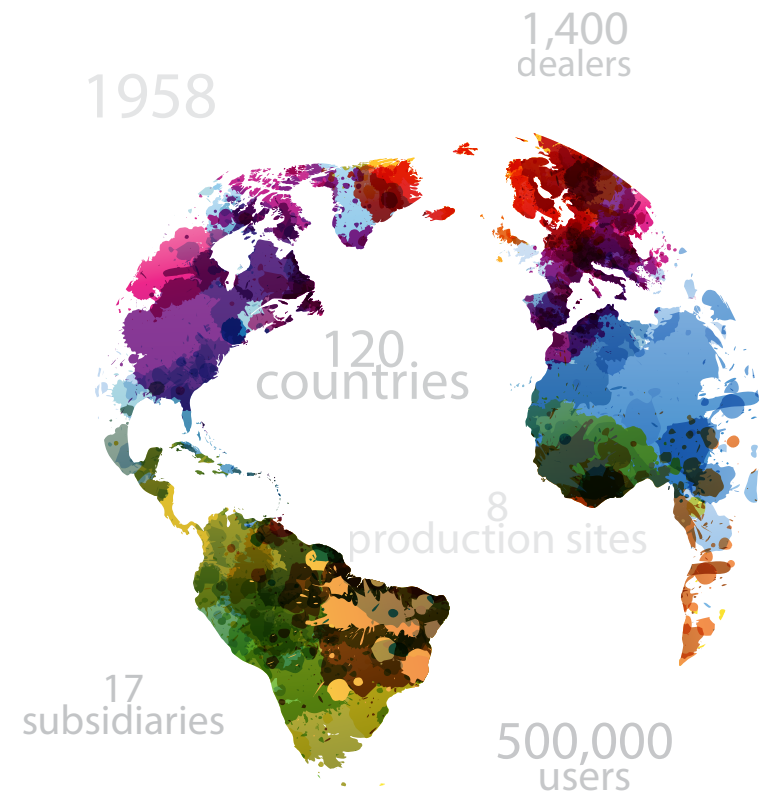 1,400
dealers
1958
120
countries
8
production sites
17
subsidiaries
500,000
users